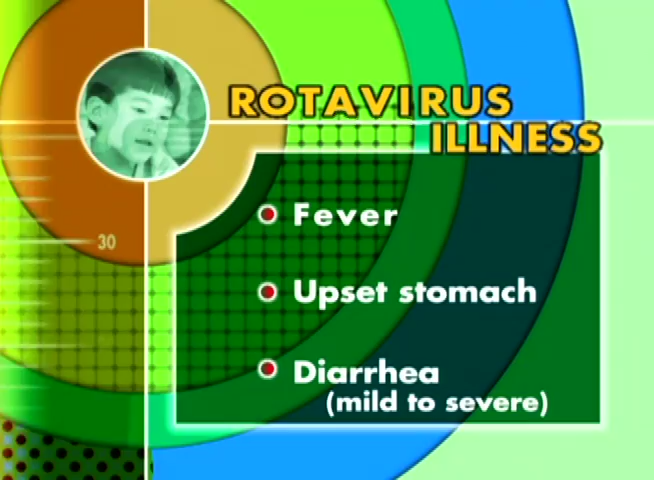 ROTAVIRUS
ILLNESS
30
Fever
Upset stomach
Diarrhea
(mild to severe)